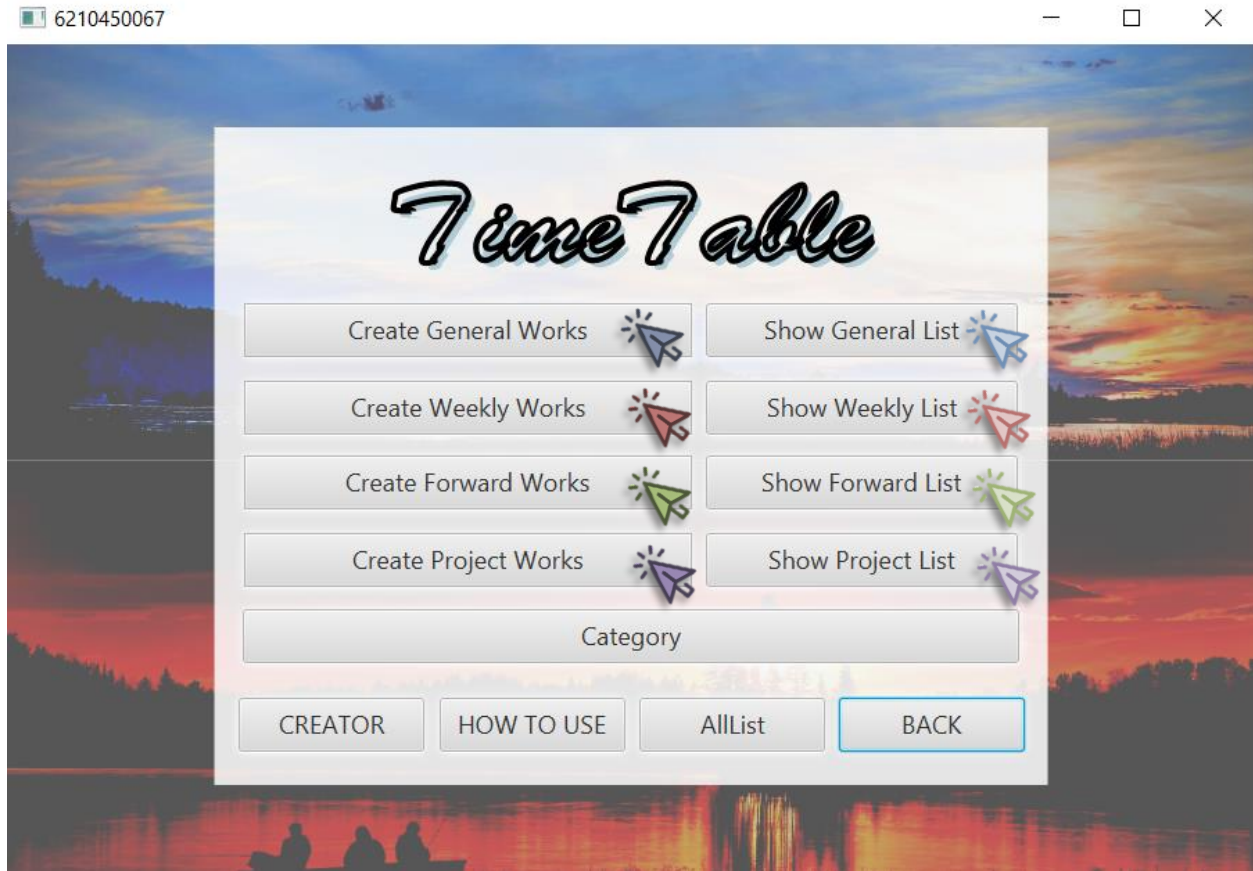 6210450067
TimeTable
Create General Works Show General List
Create Weekly Works Show Weekly List
Create Forward Works Show Forward List
Create Project Works Show Project List
Category
CREATOR HOW TO USE AllList BACK